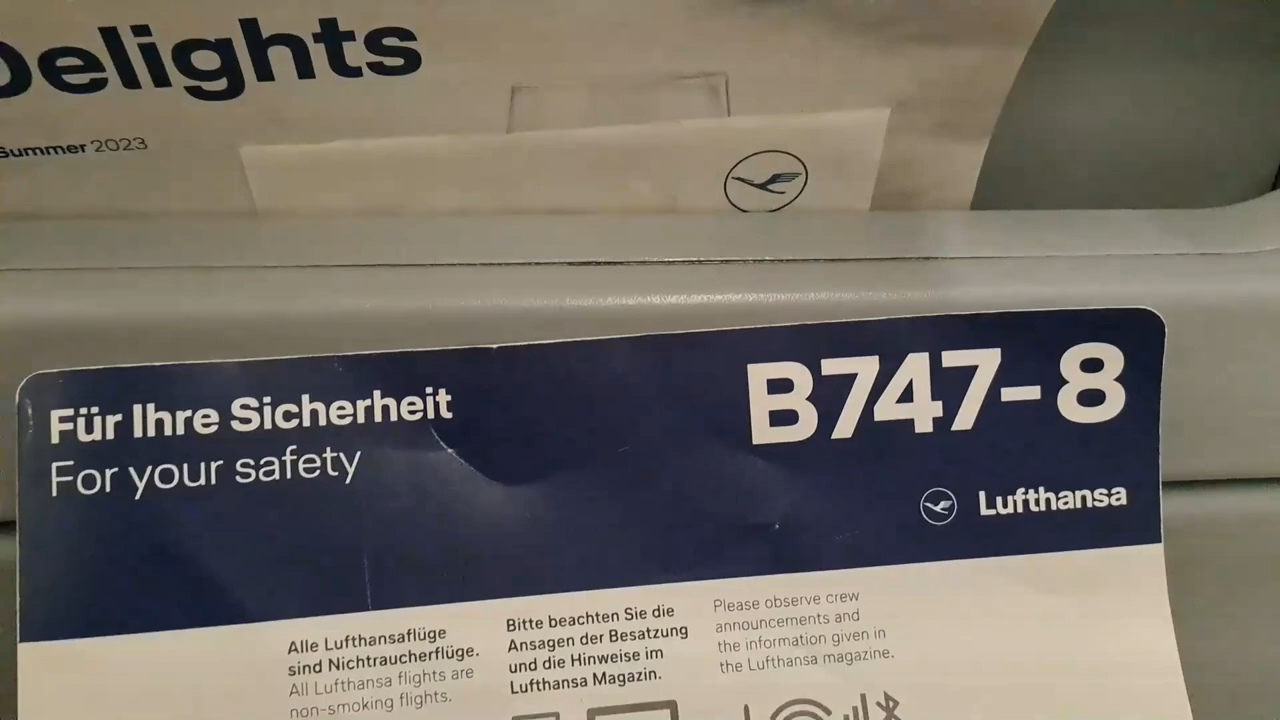 Delights
Summer 2023
Für Ihre Sicherheit
For your safety
B747-8
Lufthansa
Alle Lufthansaflüge
sind Nichtraucherflüge.
All Lufthansa flights are
non-smoking flights.
Bitte beachten Sie die
Ansagen der Besatzung
und die Hinweise im
Lufthansa Magazin.
Please observe crew
announcements and
the information given in
the Lufthansa magazine.